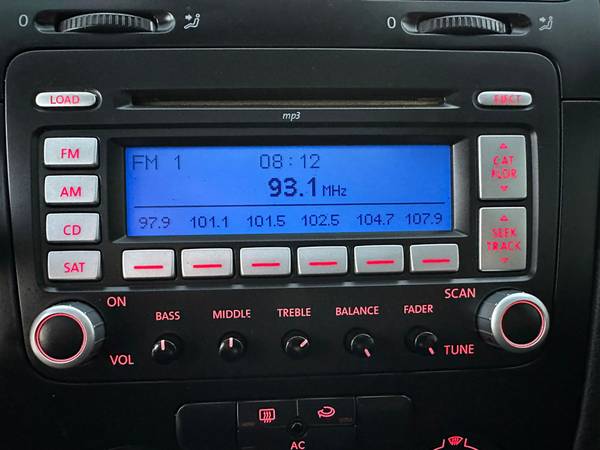 0 0
LOAD EJECT
mp3
FM
AM
CD
SAT
FM 1 08:12
93.1 MHz
97.9 101.1 101.5 102.5 104.7 107.9
CAT
FLDR
SEEK
TRACK
ON BASS MIDDLE TREBLE BALANCE FADER SCAN
VOL TUNE
AC